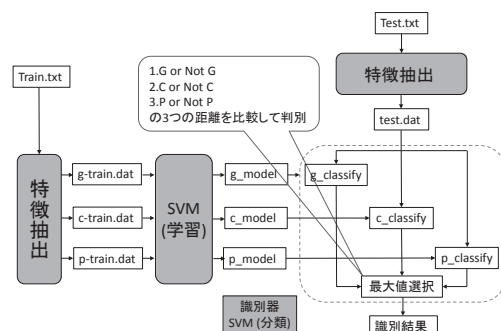 Test.txt
Train.txt
1.G or Not G
2.C or Not C
3.P or Not P
の3つの距離を比較して判別
特徴抽出
test.dat
特徴抽出
g-train.dat
c-train.dat
p-train.dat
SVM
(学習)
g_model
c_model
p_model
g_classify
c_classify
p_classify
最大値選択
識別器
SVM (分類)
識別結果